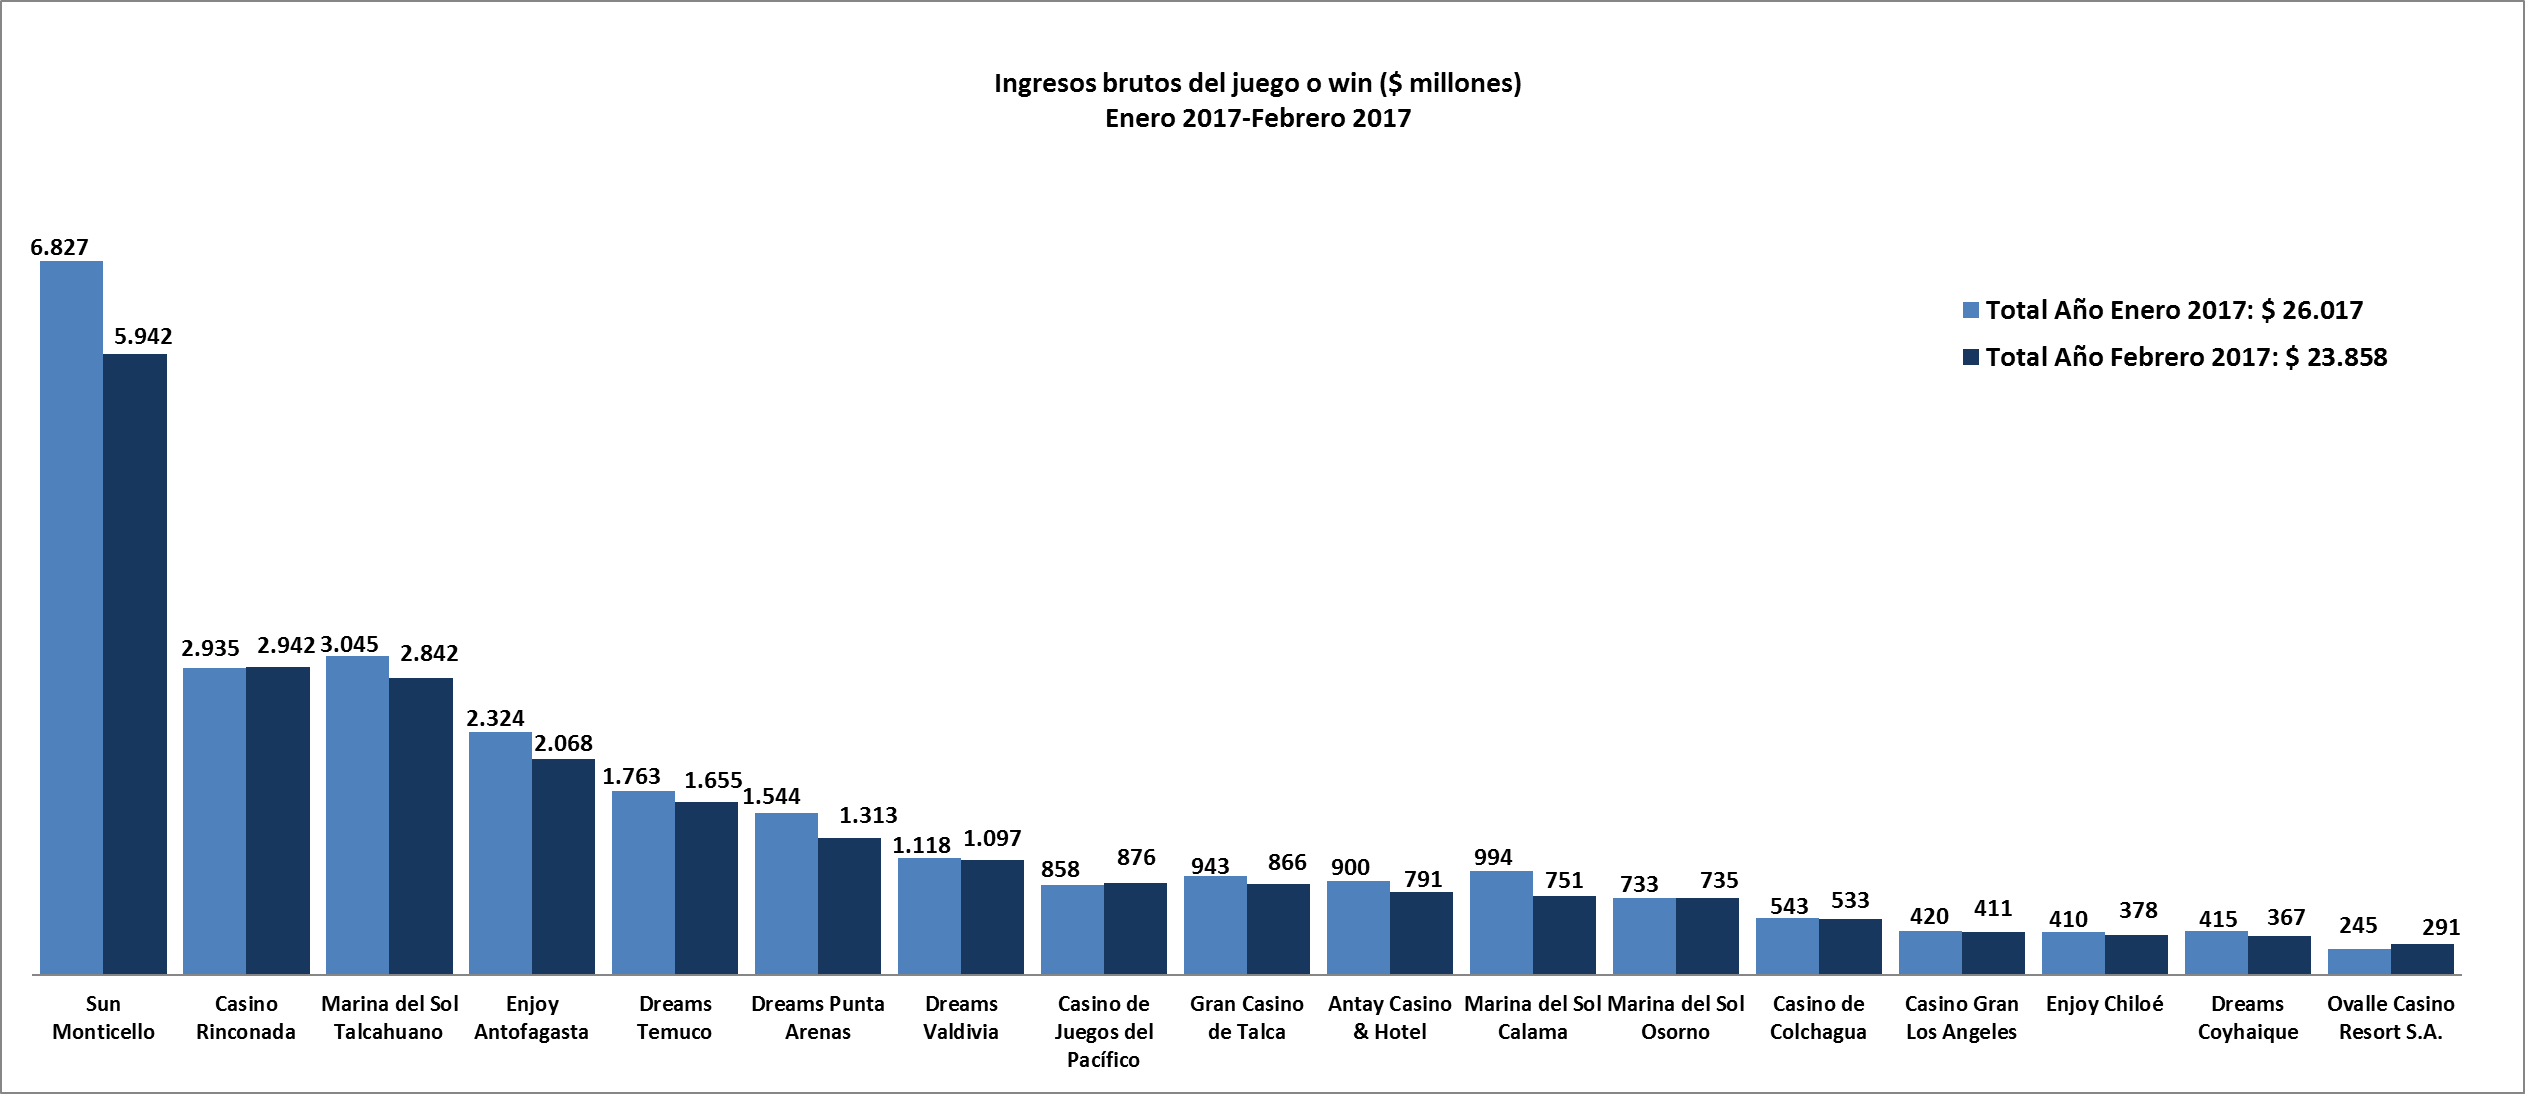 Ingresos brutos del juego o win ($ millones)
Enero 2017-Febrero 2017
Total Año Enero 2017: $ 26.017
Total Año Febrero 2017: $ 23.858
6.827
5.942
2.935
2.942
3.045
2.842
2.324
2.068
1.763
1.655
1.544
1.313
1.118
1.097
858
876
943
866
900
791
994
751
733
735
543
533
420
411
410
378
415
367
245
291
Sun
Monticello
Casino
Rinconada
Marina del Sol
Talcahuano
Enjoy
Antofagasta
Dreams
Temuco
Dreams Punta
Arenas
Dreams
Valdivia
Casino de
Juegos del
Pacífico
Gran Casino
de Talca
Antay Casino
& Hotel
Marina del Sol
Calama
Marina del Sol
Osorno
Casino de
Colchagua
Casino Gran
Los Angeles
Enjoy Chiloé
Dreams
Coyhaique
Ovalle Casino
Resort S.A.